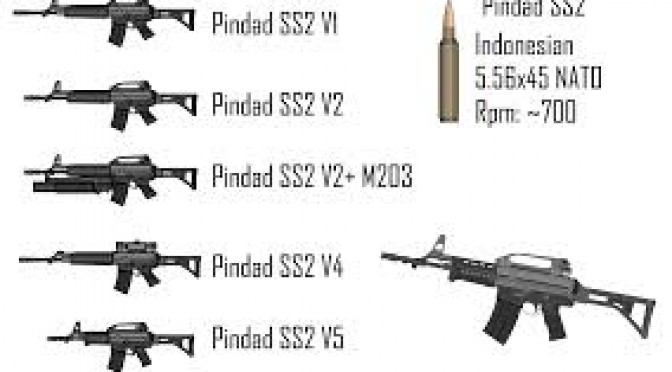 Pindad SS2 V1
Pindad SS2 V2
Pindad SS2 V2+ M203
Pindad SS2 V4
Pindad SS2 V5
Pindad SS2
Indonesian
5.56x45 NATO
Rpm: ~700